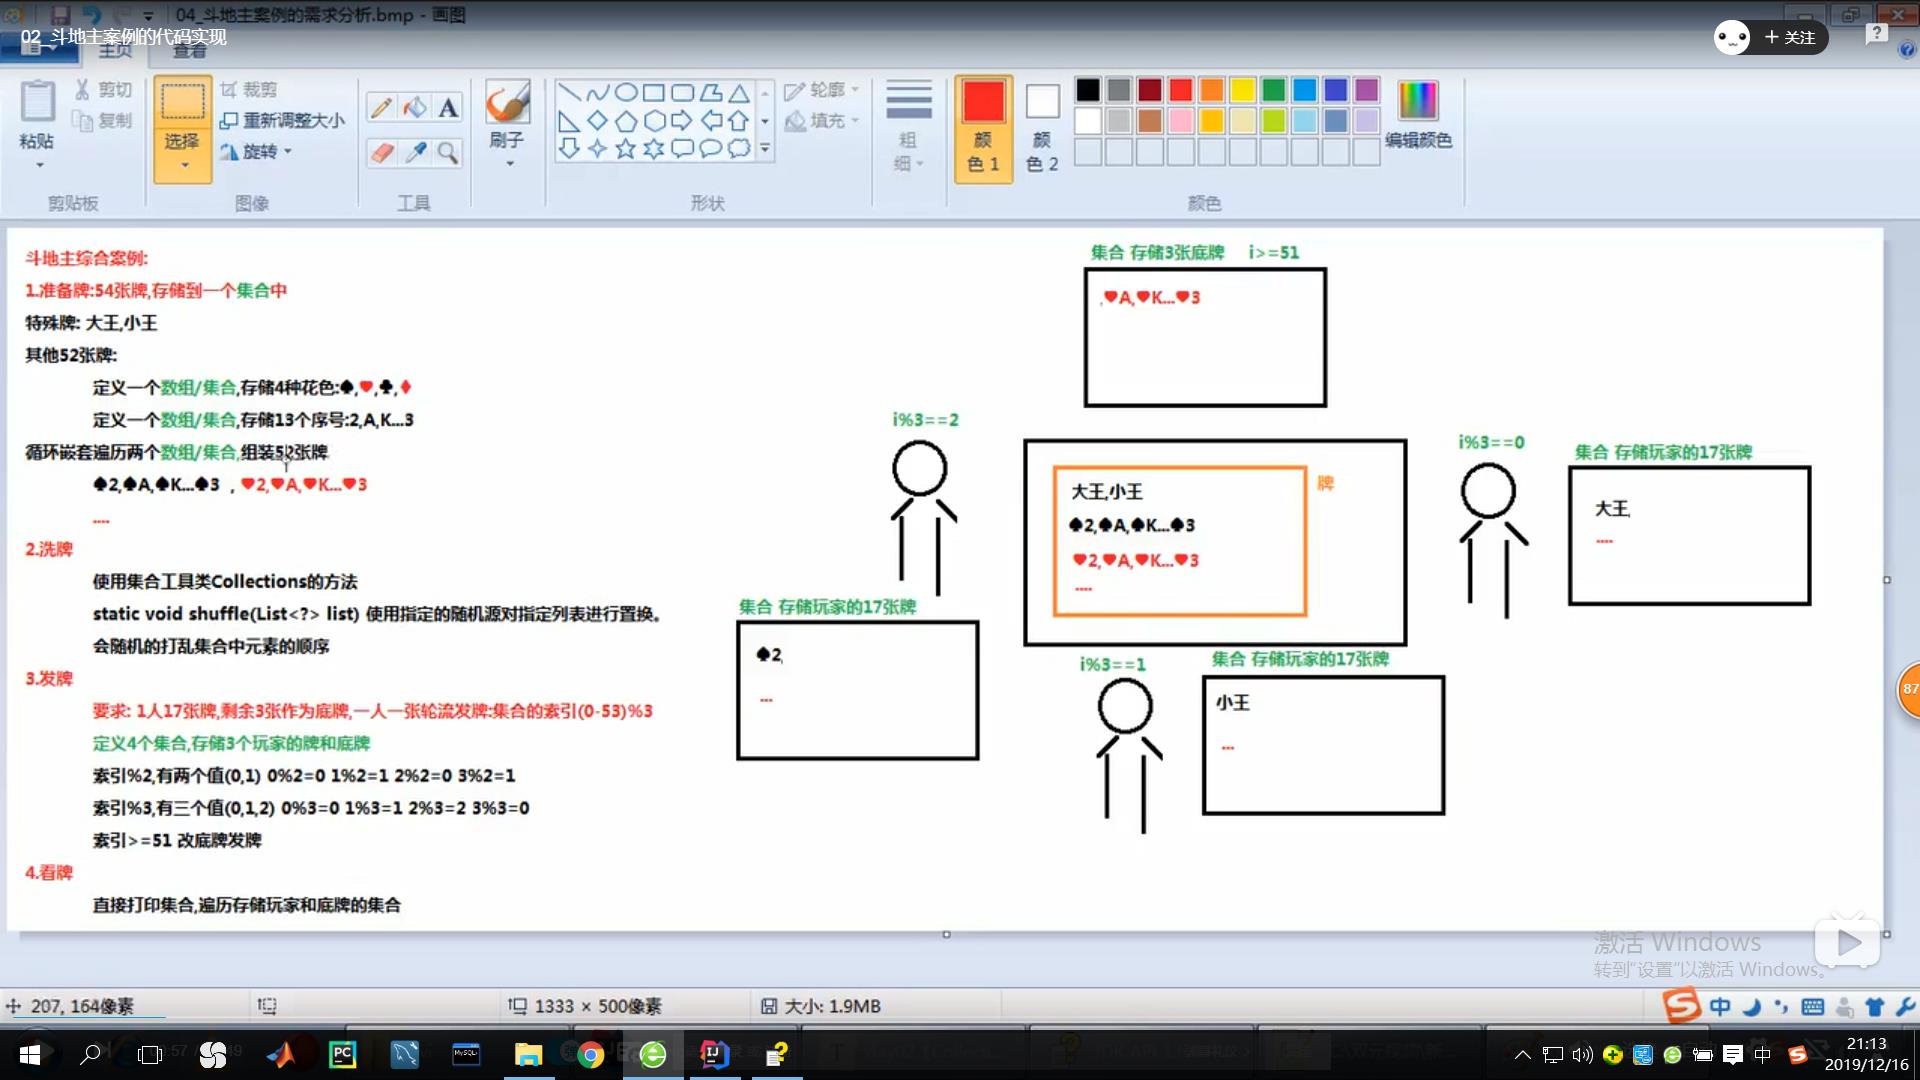 04_斗地主案例的需求分析.bmp - 画图
02_斗地主案例的代码实现
关注
主页
查看
粘贴
剪切
复制
剪贴板
选择
裁剪
重新调整大小
旋转
图像
A
工具
刷子
轮廓
填充
形状
粗细
颜色 1
颜色 2
编辑颜色
颜色
斗地主综合案例:
1.准备牌:54张牌,存储到一个集合中
特殊牌: 大王,小王
其他52张牌:
定义一个数组/集合,存储4种花色:♠,♥,♣,♦
定义一个数组/集合,存储13个序号:2,A,K...3
循环嵌套遍历两个数组/集合,组装52张牌
♠2,♠A,♠K...♠3 ,♥2,♥A,♥K...♥3
....
2.洗牌
使用集合工具类Collections的方法
static void shuffle(List<?> list) 使用指定的随机源对指定列表进行置换。
会随机的打乱集合中元素的顺序
3.发牌
要求: 1人17张牌,剩余3张作为底牌,一人一张轮流发牌:集合的索引(0-53)%3
定义4个集合,存储3个玩家的牌和底牌
索引%2,有两个值(0,1) 0%2=0 1%2=1 2%2=0 3%2=1
索引%3,有三个值(0,1,2) 0%3=0 1%3=1 2%3=2 3%3=0
索引>=51 改底牌发牌
4.看牌
直接打印集合,遍历存储玩家和底牌的集合
集合 存储3张底牌 i>=51
,♥A,♥K...♥3
i%3==2
集合 存储玩家的17张牌
♠2,
...
大王,小王
♠2,♠A,♠K...♠3
♥2,♥A,♥K...♥3
....
牌
i%3==0
集合 存储玩家的17张牌
大王,
....
i%3==1
集合 存储玩家的17张牌
小王
...
87
激活 Windows
转到"设置"以激活 Windows。
207, 164像素
1333 × 500像素
大小: 1.9MB
中
PC
MySQL
IJ
中
21:13
2019/12/16